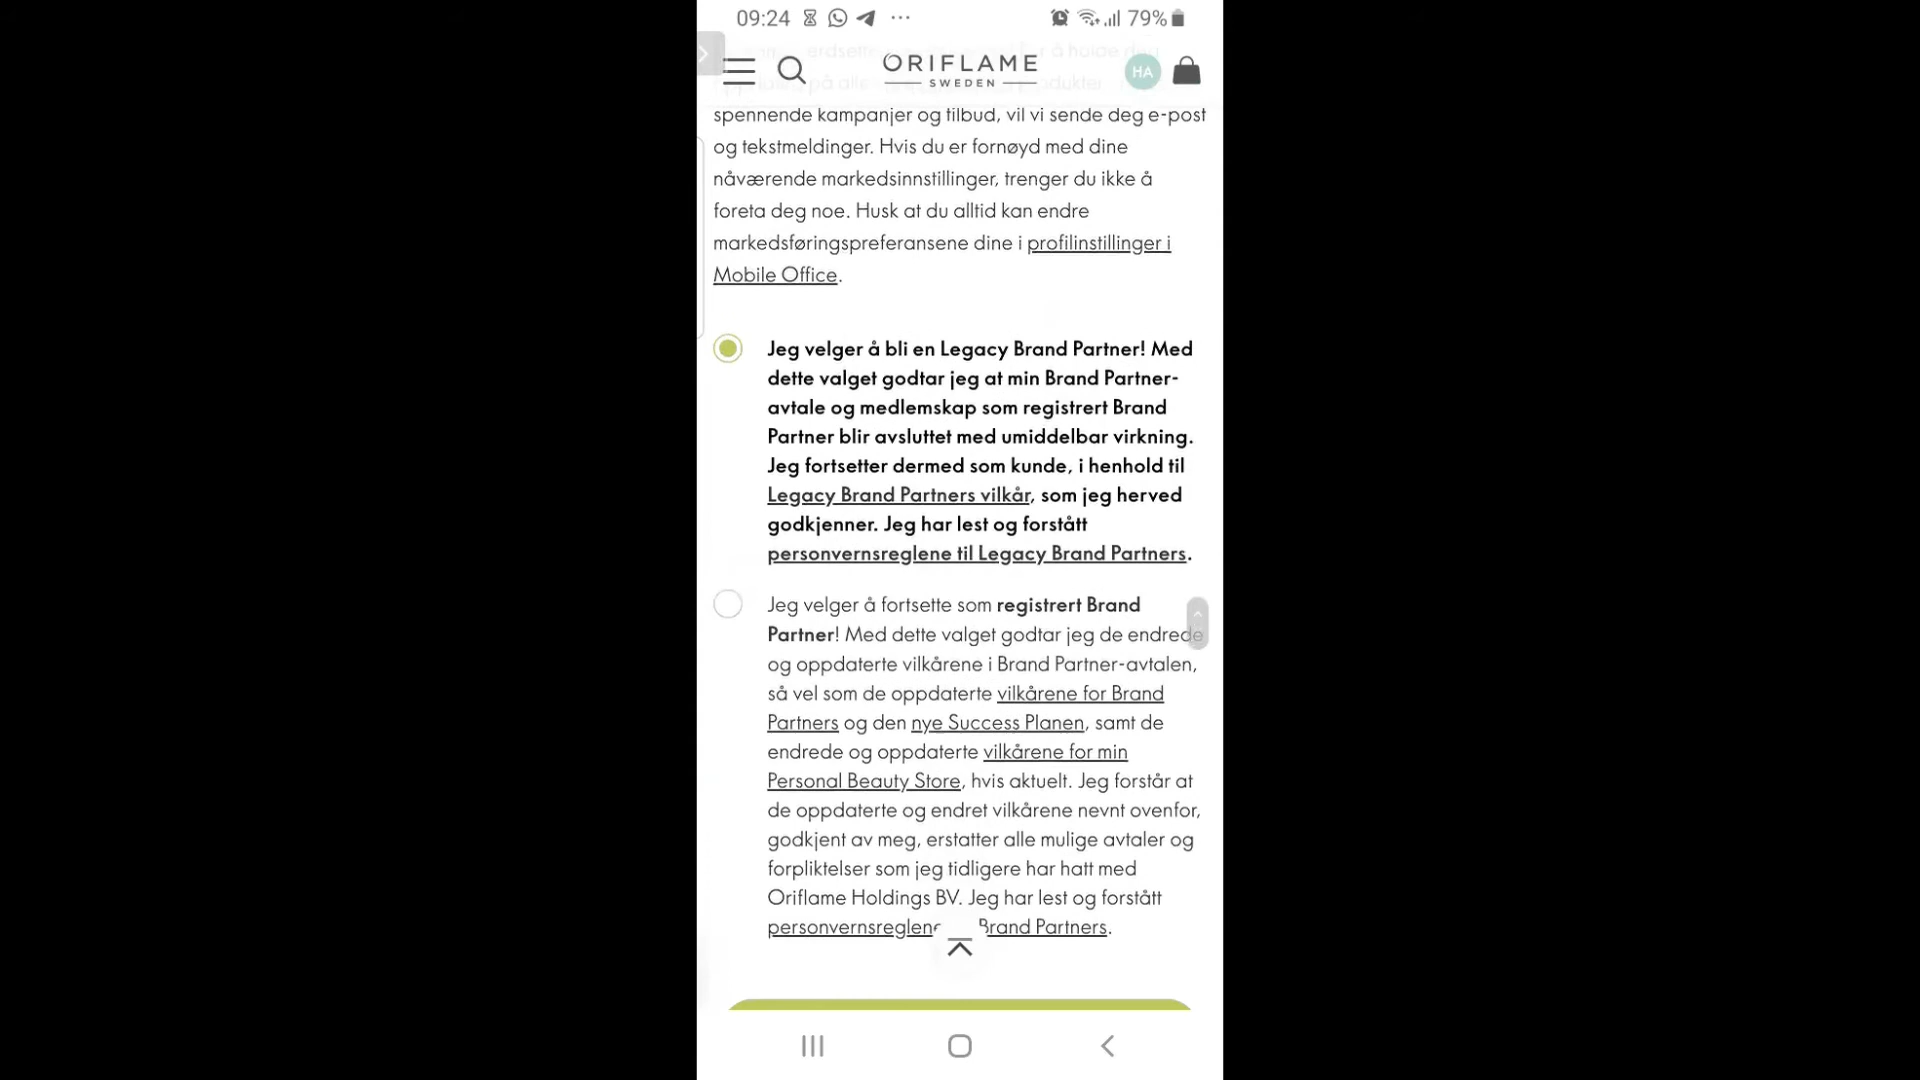 09:24
79%
ORIFLAME
SWEDEN
HA
spennende kampanjer og tilbud, vil vi sende deg e-post
og tekstmeldinger. Hvis du er fornøyd med dine
nåværende markedsinnstillinger, trenger du ikke å
foreta deg noe. Husk at du alltid kan endre
markedsføringspreferansene dine i profilinstillinger i
Mobile Office.
Jeg velger å bli en Legacy Brand Partner! Med
dette valget godtar jeg at min Brand Partner-
avtale og medlemskap som registrert Brand
Partner blir avsluttet med umiddelbar virkning.
Jeg fortsetter dermed som kunde, i henhold til
Legacy Brand Partners vilkår, som jeg herved
godkjenner. Jeg har lest og forstått
personvernsreglene til Legacy Brand Partners.
Jeg velger å fortsette som registrert Brand
Partner! Med dette valget godtar jeg de endrede
og oppdaterte vilkårene i Brand Partner-avtalen,
så vel som de oppdaterte vilkårene for Brand
Partners og den nye Success Planen, samt de
endrede og oppdaterte vilkårene for min
Personal Beauty Store, hvis aktuelt. Jeg forstår at
de oppdaterte og endret vilkårene nevnt ovenfor,
godkjent av meg, erstatter alle mulige avtaler og
forpliktelser som jeg tidligere har hatt med
Oriflame Holdings BV. Jeg har lest og forstått
personvernsreglene Brand Partners.